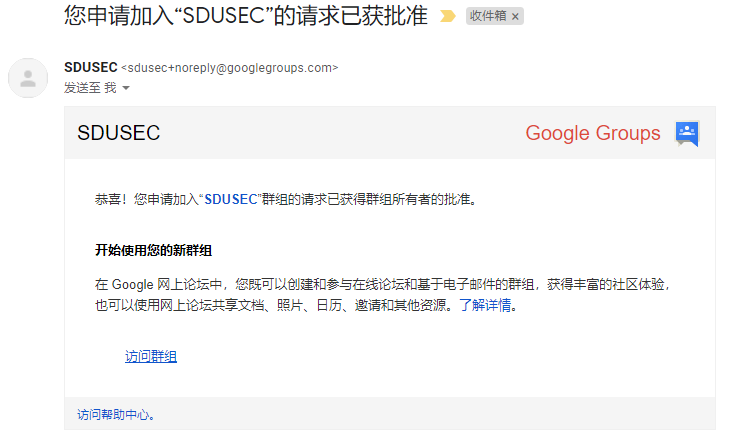 您申请加入“SDUSEC”的请求已获批准 收件箱 ×
SDUSEC <sdusec+noreply@googlegroups.com>
发送至 我
SDUSEC Google Groups
恭喜！您申请加入“SDUSEC”群组的请求已获得群组所有者的批准。
开始使用您的新群组
在 Google 网上论坛中，您既可以创建和参与在线论坛和基于电子邮件的群组，获得丰富的社区体验，
也可以使用网上论坛共享文档、照片、日历、邀请和其他资源。了解详情。
访问群组
访问帮助中心。